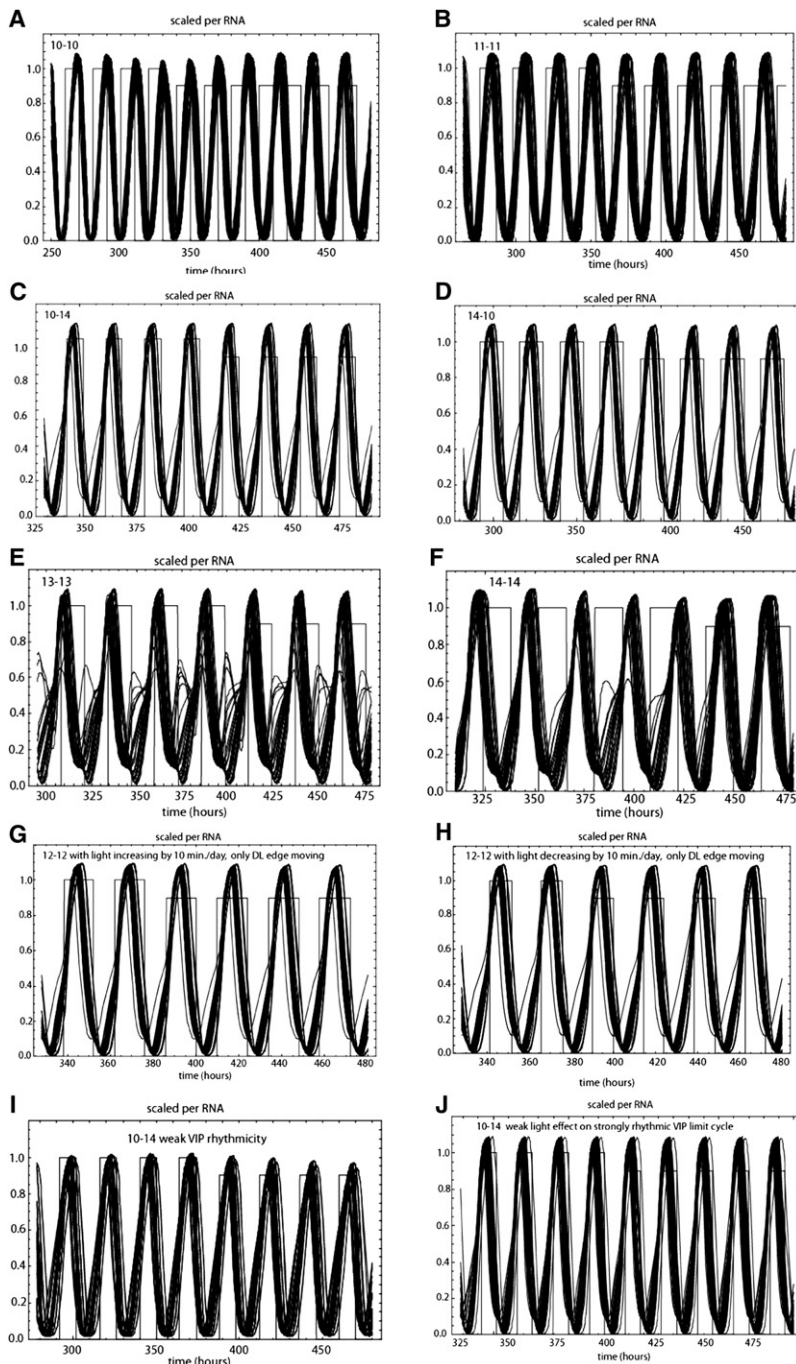 A
scaled per RNA
10-10
1.0
0.8
0.6
0.4
0.2
0.0
250 300 350 400 450
time (hours)
B
scaled per RNA
11-11
1.0
0.8
0.6
0.4
0.2
0.0
300 350 400 450
time (hours)
C
scaled per RNA
10-14
1.0
0.8
0.6
0.4
0.2
0.0
325 350 375 400 425 450 475
time (hours)
D
scaled per RNA
14-10
1.0
0.8
0.6
0.4
0.2
0.0
300 350 400 450
time (hours)
E
scaled per RNA
13-13
1.0
0.8
0.6
0.4
0.2
0.0
300 325 350 375 400 425 450 475
time (hours)
F
scaled per RNA
14-14
1.0
0.8
0.6
0.4
0.2
0.0
325 350 375 400 425 450 475
time (hours)
G
scaled per RNA
12-12 with light increasing by 10 min./day, only DL edge moving
1.0
0.8
0.6
0.4
0.2
0.0
340 360 380 400 420 440 460 480
time (hours)
H
scaled per RNA
12-12 with light decreasing by 10 min./day, only DL edge moving
1.0
0.8
0.6
0.4
0.2
0.0
340 360 380 400 420 440 460 480
time (hours)
I
scaled per RNA
10-14 weak VIP rhythmicity
1.0
0.8
0.6
0.4
0.2
0.0
300 350 400 450
time (hours)
J
scaled per RNA
10-14 weak light effect on strongly rhythmic VIP limit cycle
1.0
0.8
0.6
0.4
0.2
0.0
325 350 375 400 425 450 475
time (hours)